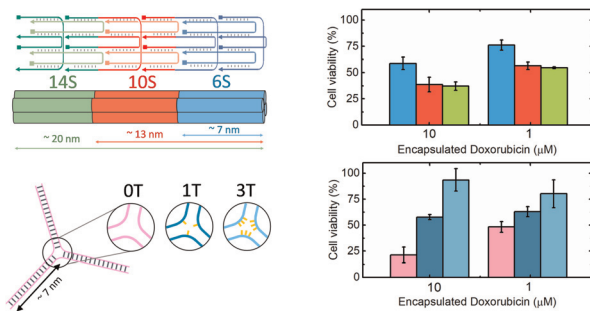 14S 10S 6S
~ 7 nm
~ 13 nm
~ 20 nm
0T 1T 3T
~ 7 nm
Cell viability (%)
100
75
50
25
0
10 1
Encapsulated Doxorubicin (μM)
Cell viability (%)
100
75
50
25
0
10 1
Encapsulated Doxorubicin (μM)